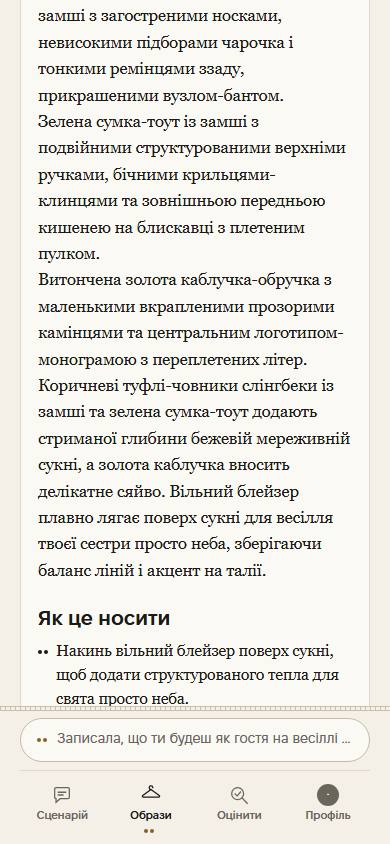 замші з загостреними носками,
невисокими підборами чарочка і
тонкими ремінцями ззаду,
прикрашеними вузлом-бантом.
Зелена сумка-тоут із замші з
подвійними структурованими верхніми
ручками, бічними крильцями-
клинцями та зовнішньою передньою
кишенею на блискавці з плетеним
пулком.
Витончена золота каблучка-обручка з
маленькими вкрапленими прозорими
камінцями та центральним логотипом-
монограмою з переплетених літер.
Коричневі туфлі-човники слінгбеки із
замші та зелена сумка-тоут додають
стриманої глибини бежевій мереживній
сукні, а золота каблучка вносить
делікатне сяйво. Вільний блейзер
плавно лягає поверх сукні для весілля
твоєї сестри просто неба, зберігаючи
баланс ліній і акцент на талії.
Як це носити
•• Накинь вільний блейзер поверх сукні,
щоб додати структурованого тепла для
свята просто неба.
Записала, що ти будеш як гостя на весіллі ...
Сценарій
Образи
Оцінити
Профіль